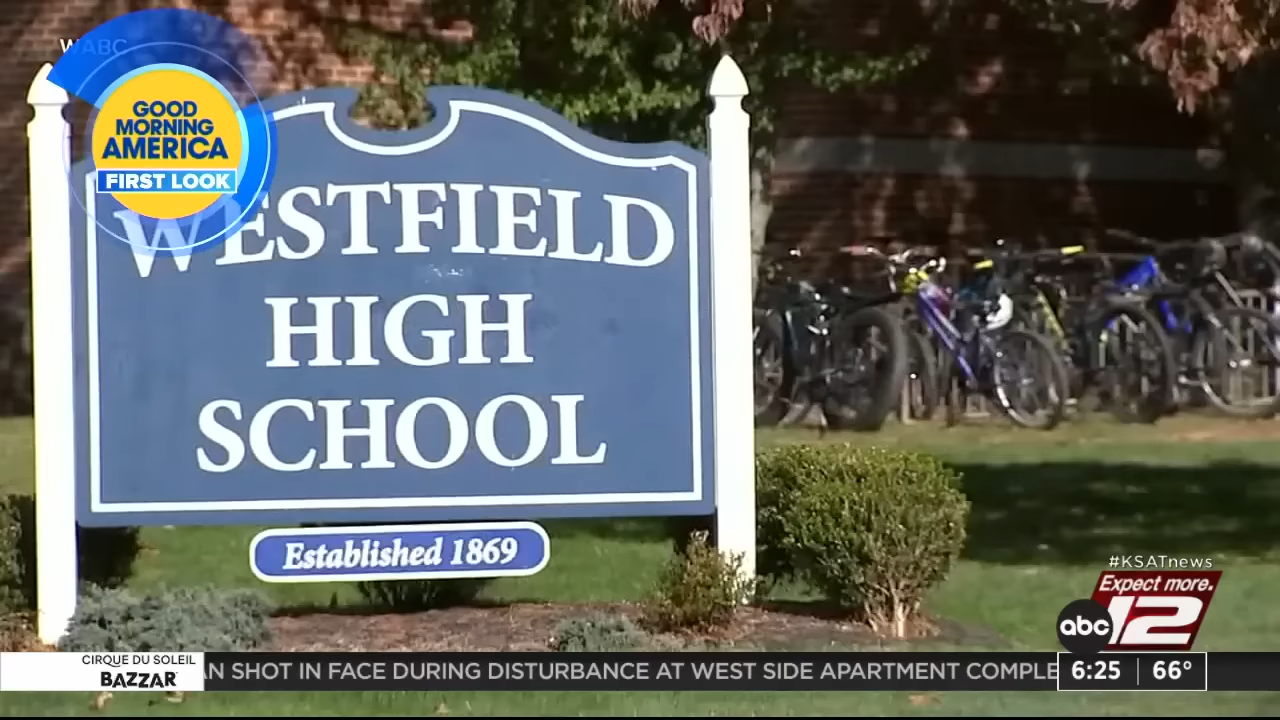 WABC
GOOD
MORNING
AMERICA
FIRST LOOK
WESTFIELD
HIGH
SCHOOL
Established 1869
#KSATnews
Expect more.
abc 12
CIRQUE DU SOLEIL
BAZZAR
AN SHOT IN FACE DURING DISTURBANCE AT WEST SIDE APARTMENT COMPLE
6:25 66°